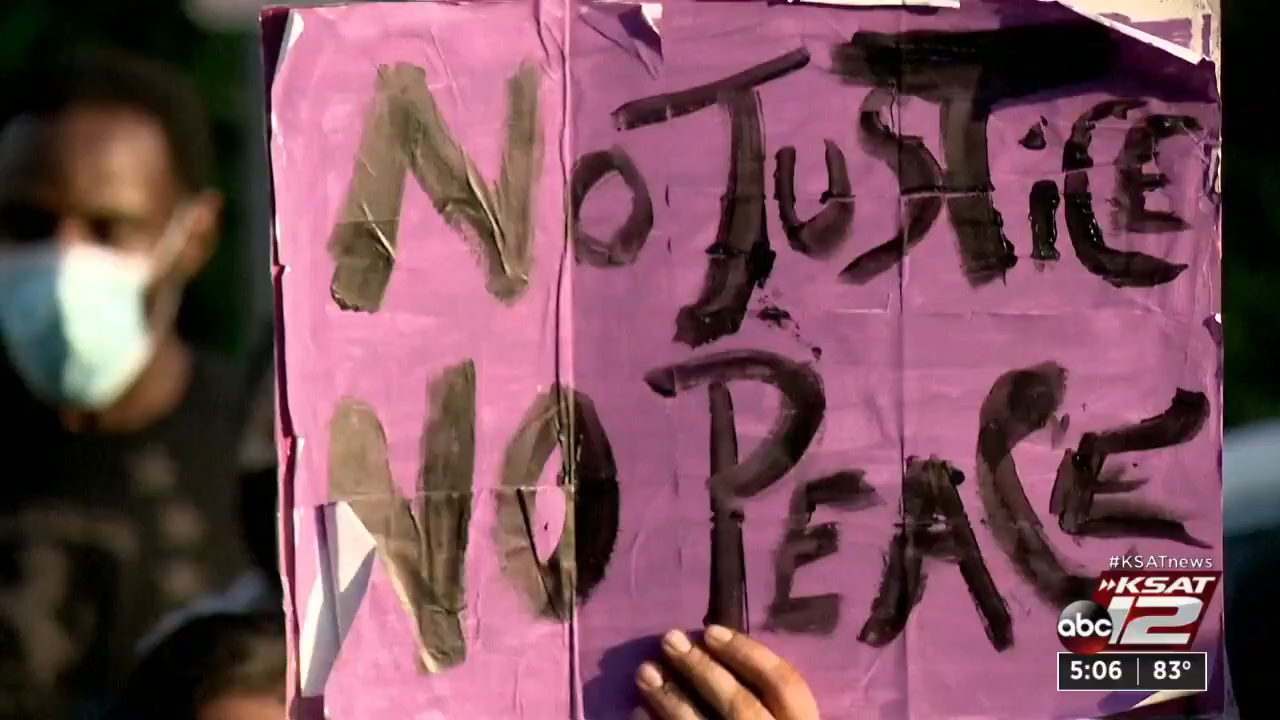 NO JUSTiCE
NO PEACE
#KSATnews
KSAT
abc 12
5:06 83°